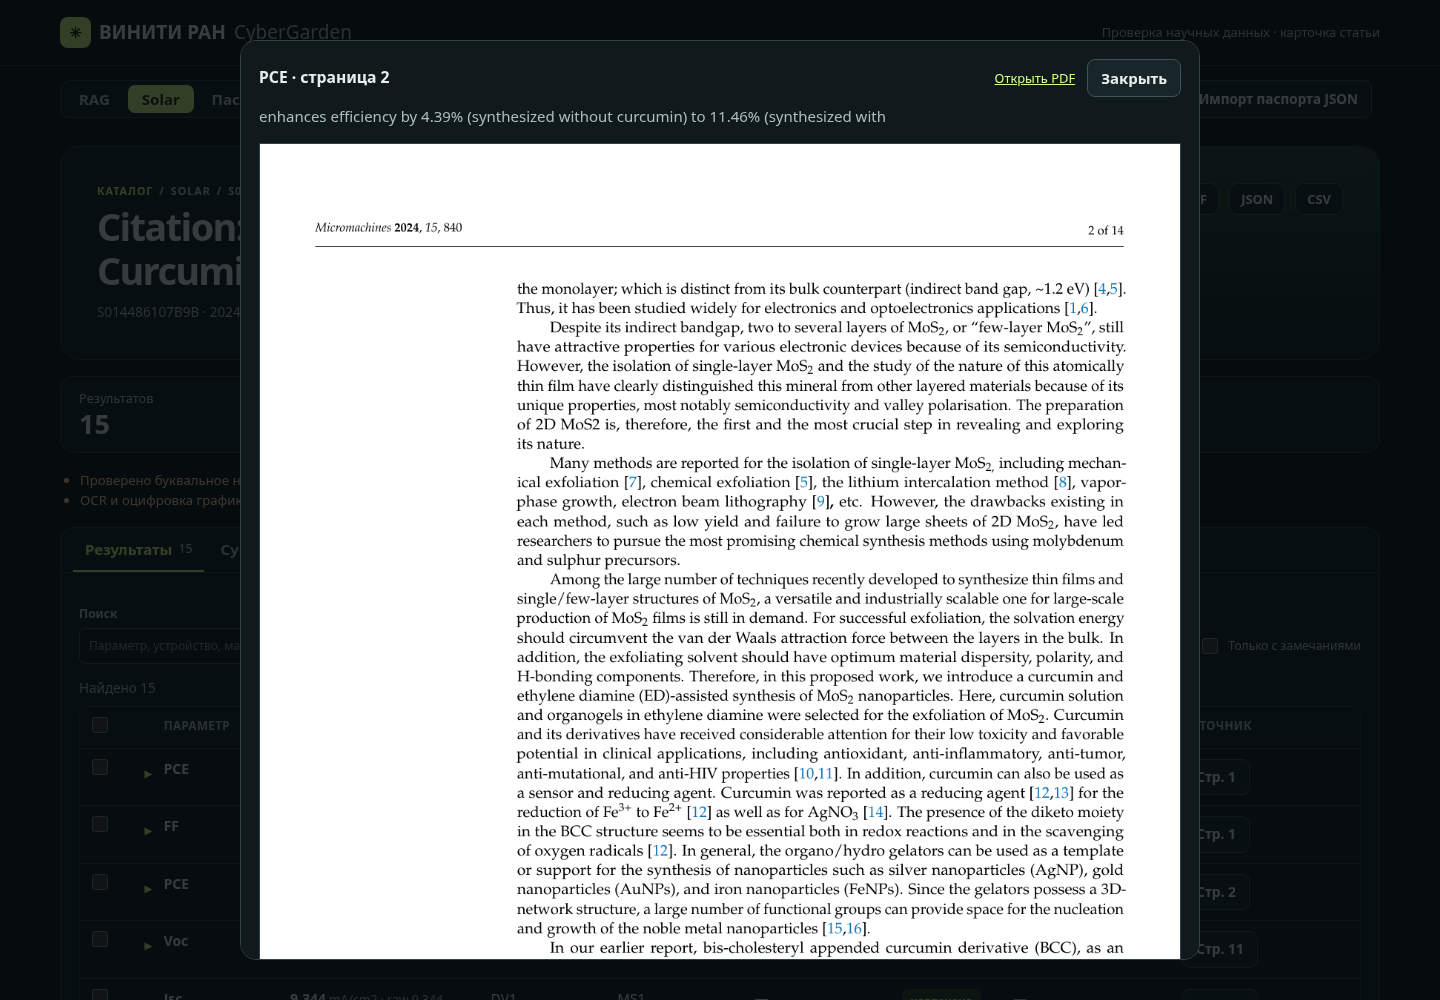 ВИНИТИ РАН CyberGarden
Проверка научных данных · карточка статьи
RAG Solar Пас
Импорт паспорта JSON
PCE · страница 2
Открыть PDF
Закрыть
enhances efficiency by 4.39% (synthesized without curcumin) to 11.46% (synthesized with
КАТАЛОГ / SOLAR / S0
Citation:
Curcumi
S014486107B9B · 2024
F JSON CSV
Результатов
15
Проверено буквальное н
OCR и оцифровка график
Результаты 15 Су
Поиск
Параметр, устройство, ма
Только с замечаниями
Найдено 15
ПАРАМЕТР
ТОЧНИК
PCE
Стр. 1
FF
Стр. 1
PCE
Стр. 2
Voc
Стр. 11
Jsc 9.344 mA/cm2 · raw 9.344 DV1 MS1 —
Micromachines 2024, 15, 840
2 of 14
the monolayer; which is distinct from its bulk counterpart (indirect band gap, ~1.2 eV) [4,5].
Thus, it has been studied widely for electronics and optoelectronics applications [1,6].
Despite its indirect bandgap, two to several layers of MoS2, or “few-layer MoS2”, still
have attractive properties for various electronic devices because of its semiconductivity.
However, the isolation of single-layer MoS2 and the study of the nature of this atomically
thin film have clearly distinguished this mineral from other layered materials because of its
unique properties, most notably semiconductivity and valley polarisation. The preparation
of 2D MoS2 is, therefore, the first and the most crucial step in revealing and exploring
its nature.
Many methods are reported for the isolation of single-layer MoS2, including mechan-
ical exfoliation [7], chemical exfoliation [5], the lithium intercalation method [8], vapor-
phase growth, electron beam lithography [9], etc. However, the drawbacks existing in
each method, such as low yield and failure to grow large sheets of 2D MoS2, have led
researchers to pursue the most promising chemical synthesis methods using molybdenum
and sulphur precursors.
Among the large number of techniques recently developed to synthesize thin films and
single/few-layer structures of MoS2, a versatile and industrially scalable one for large-scale
production of MoS2 films is still in demand. For successful exfoliation, the solvation energy
should circumvent the van der Waals attraction force between the layers in the bulk. In
addition, the exfoliating solvent should have optimum material dispersity, polarity, and
H-bonding components. Therefore, in this proposed work, we introduce a curcumin and
ethylene diamine (ED)-assisted synthesis of MoS2 nanoparticles. Here, curcumin solution
and organogels in ethylene diamine were selected for the exfoliation of MoS2. Curcumin
and its derivatives have received considerable attention for their low toxicity and favorable
potential in clinical applications, including antioxidant, anti-inflammatory, anti-tumor,
anti-mutational, and anti-HIV properties [10,11]. In addition, curcumin can also be used as
a sensor and reducing agent. Curcumin was reported as a reducing agent [12,13] for the
reduction of Fe3+ to Fe2+ [12] as well as for AgNO3 [14]. The presence of the diketo moiety
in the BCC structure seems to be essential both in redox reactions and in the scavenging
of oxygen radicals [12]. In general, the organo/hydro gelators can be used as a template
or support for the synthesis of nanoparticles such as silver nanoparticles (AgNP), gold
nanoparticles (AuNPs), and iron nanoparticles (FeNPs). Since the gelators possess a 3D-
network structure, a large number of functional groups can provide space for the nucleation
and growth of the noble metal nanoparticles [15,16].
In our earlier report, bis-cholesteryl appended curcumin derivative (BCC), as an